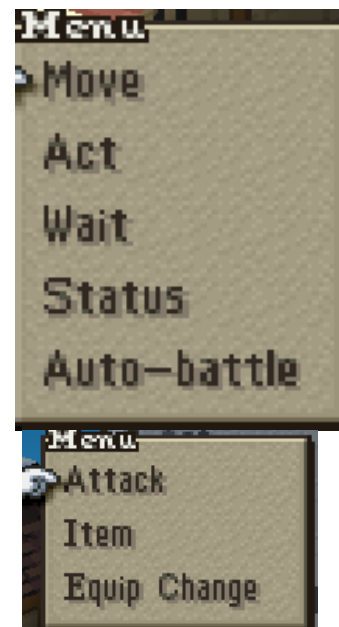 Menu
Move
Act
Wait
Status
Auto-battle
Menu
Attack
Item
Equip Change